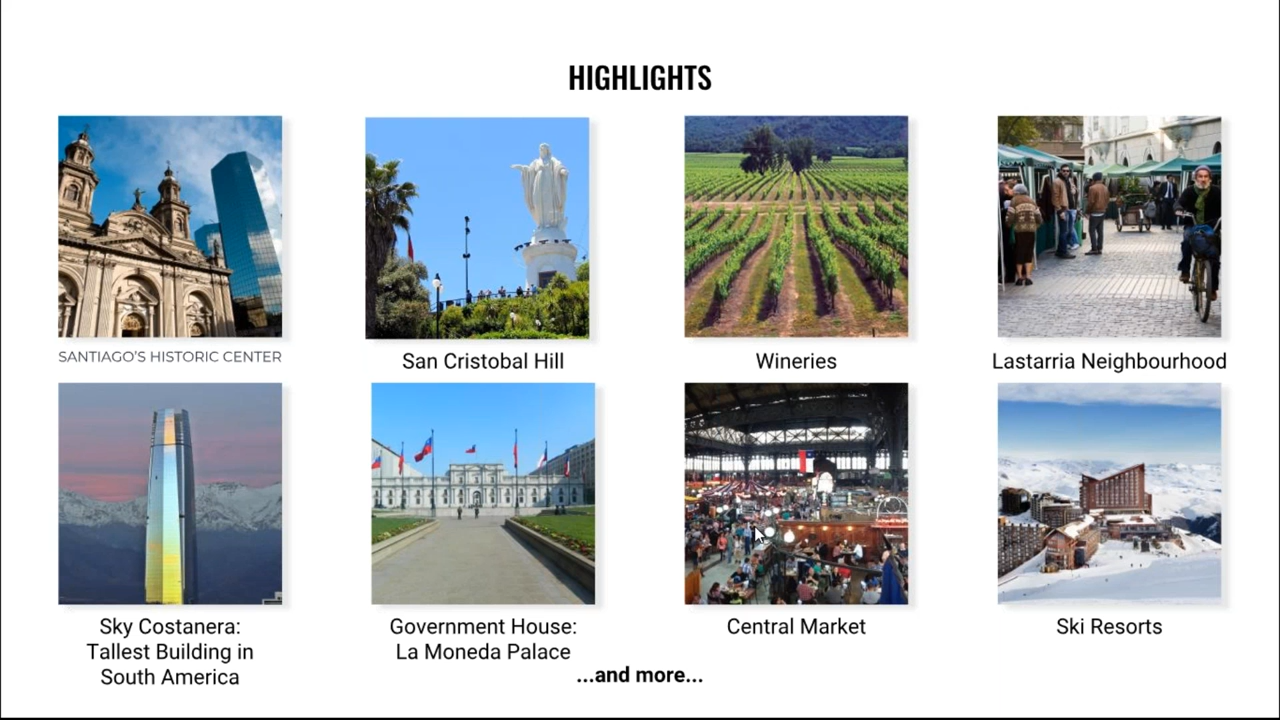 HIGHLIGHTS
SANTIAGO'S HISTORIC CENTER
San Cristobal Hill
Wineries
Lastarria Neighbourhood
Sky Costanera:
Tallest Building in
South America
Government House:
La Moneda Palace
Central Market
Ski Resorts
...and more...